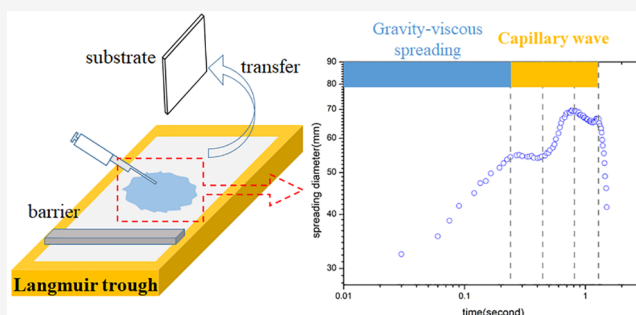 substrate
transfer
barrier
Langmuir trough
Gravity-viscous
spreading
Capillary wave
spreading diameter(mm)
90
80
70
60
50
40
30
0.01
0.1
1
time(second)